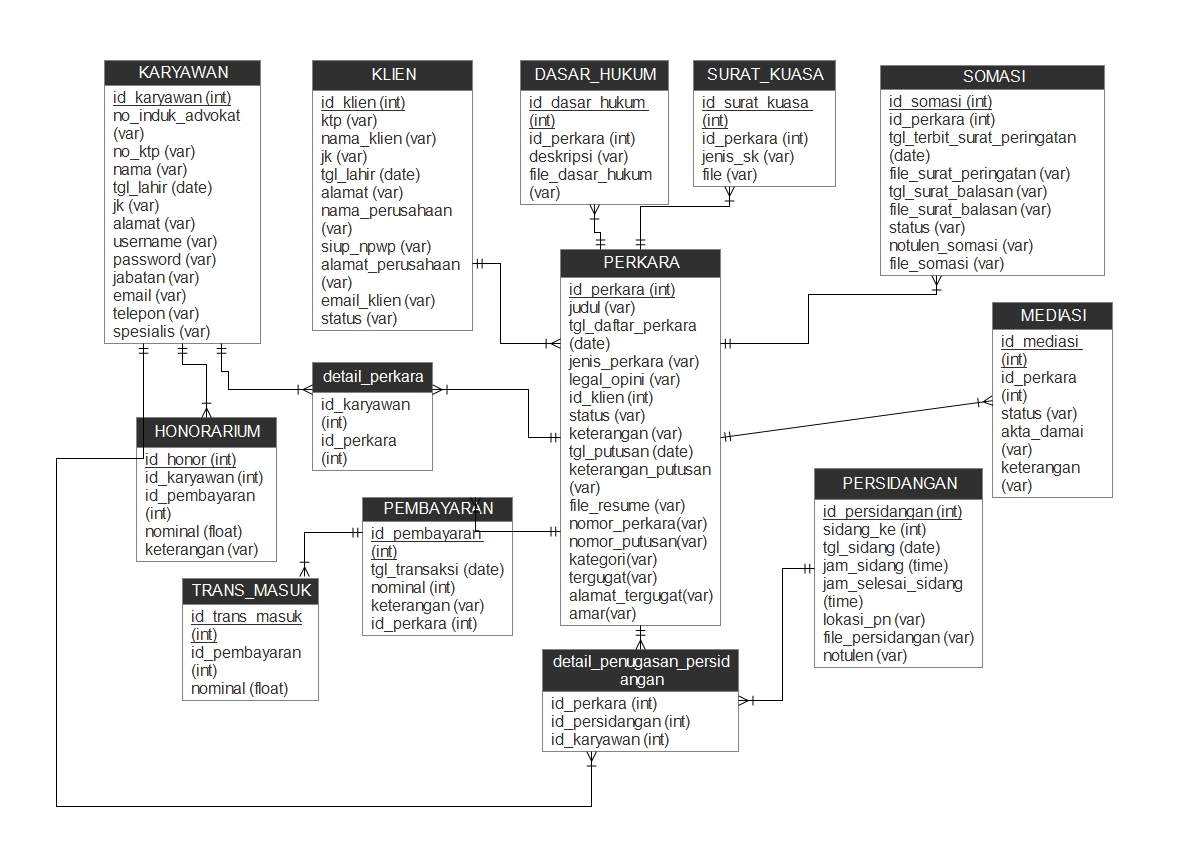 KARYAWAN
id_karyawan (int)
no_induk_advokat
(var)
no_ktp (var)
nama (var)
tgl_lahir (date)
jk (var)
alamat (var)
username (var)
password (var)
jabatan (var)
email (var)
telepon (var)
spesialis (var)
KLIEN
id_klien (int)
ktp (var)
nama_klien (var)
jk (var)
tgl_lahir (date)
alamat (var)
nama_perusahaan
(var)
siup_npwp (var)
alamat_perusahaan
(var)
email_klien (var)
status (var)
DASAR_HUKUM
id_dasar_hukum
(int)
id_perkara (int)
deskripsi (var)
file_dasar_hukum
(var)
SURAT_KUASA
id_surat_kuasa
(int)
id_perkara (int)
jenis_sk (var)
file (var)
SOMASI
id_somasi (int)
id_perkara (int)
tgl_terbit_surat_peringatan
(date)
file_surat_peringatan (var)
tgl_surat_balasan (var)
file_surat_balasan (var)
status (var)
notulen_somasi (var)
file_somasi (var)
PERKARA
id_perkara (int)
judul (var)
tgl_daftar_perkara
(date)
jenis_perkara (var)
legal_opini (var)
id_klien (int)
status (var)
keterangan (var)
tgl_putusan (date)
keterangan_putusan
(var)
file_resume (var)
nomor_perkara(var)
nomor_putusan(var)
kategori(var)
tergugat(var)
alamat_tergugat(var)
amar(var)
MEDIASI
id_mediasi
(int)
id_perkara
(int)
status (var)
akta_damai
(var)
keterangan
(var)
detail_perkara
id_karyawan
(int)
id_perkara
(int)
HONORARIUM
id_honor (int)
id_karyawan (int)
id_pembayaran
(int)
nominal (float)
keterangan (var)
PEMBAYARAN
id_pembayaran
(int)
tgl_transaksi (date)
nominal (int)
keterangan (var)
id_perkara (int)
PERSIDANGAN
id_persidangan (int)
sidang_ke (int)
tgl_sidang (date)
jam_sidang (time)
jam_selesai_sidang
(time)
lokasi_pn (var)
file_persidangan (var)
notulen (var)
TRANS_MASUK
id_trans_masuk
(int)
id_pembayaran
(int)
nominal (float)
detail_penugasan_persid
angan
id_perkara (int)
id_persidangan (int)
id_karyawan (int)